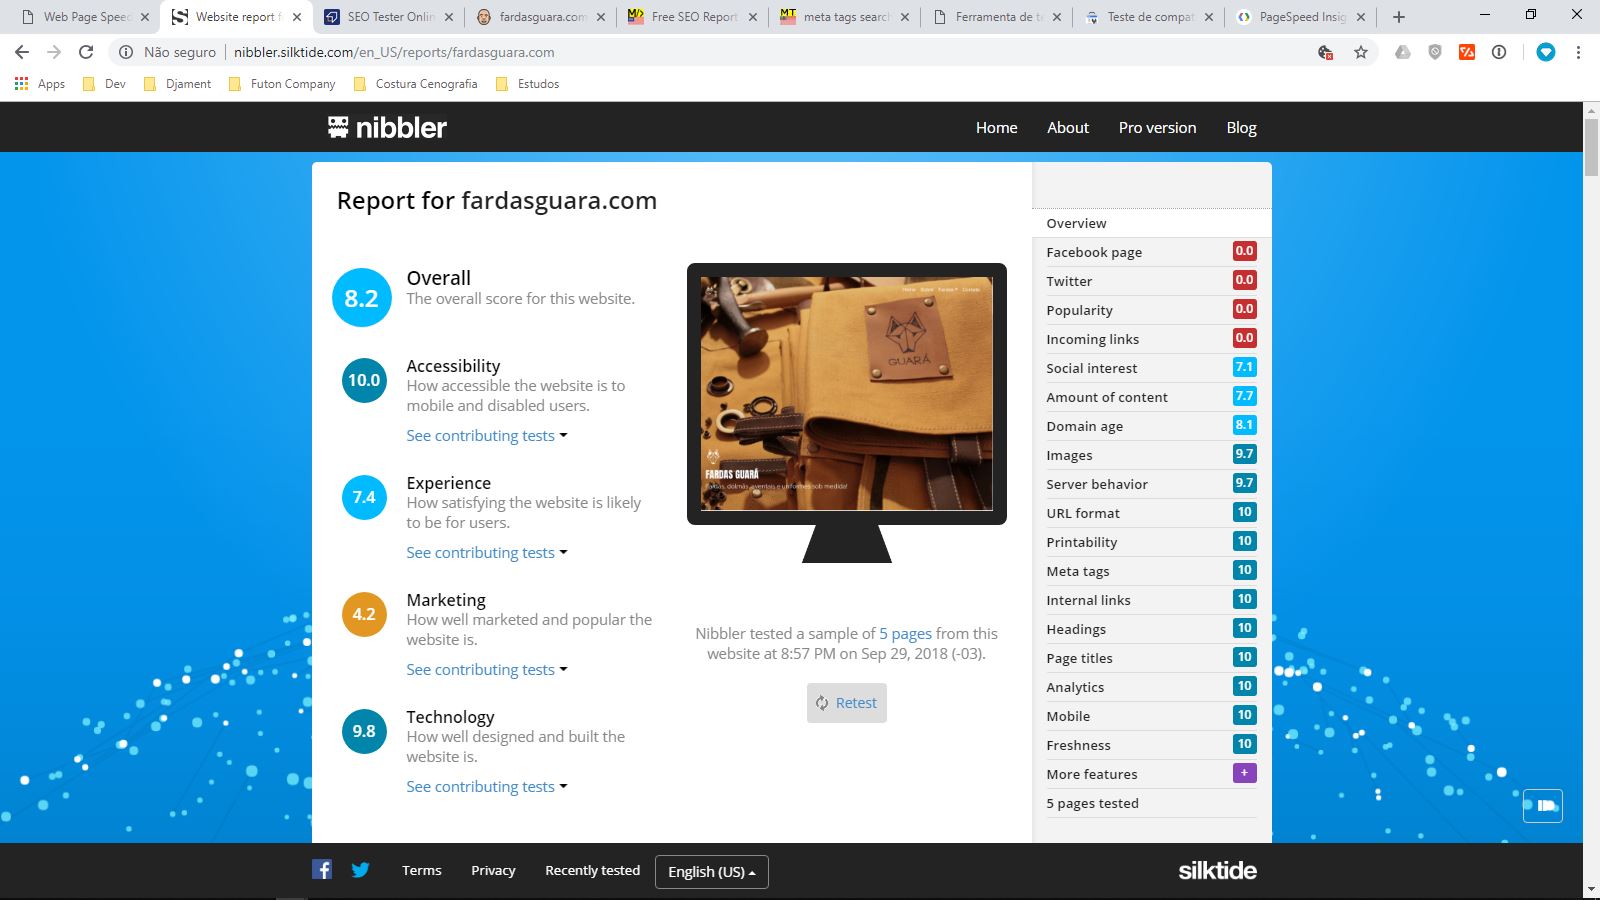 Web Page Speed
Website report f
SEO Tester Onlin
fardasguara.com
Free SEO Report
meta tags searc
Ferramenta de te
Teste de compat
PageSpeed Insig
Não seguro
nibbler.silktide.com/en_US/reports/fardasguara.com
Apps
Dev
Djament
Futon Company
Costura Cenografia
Estudos
nibbler
Home
About
Pro version
Blog
Report for fardasguara.com
8.2
Overall
The overall score for this website.
10.0
Accessibility
How accessible the website is to
mobile and disabled users.
See contributing tests
7.4
Experience
How satisfying the website is likely
to be for users.
See contributing tests
4.2
Marketing
How well marketed and popular the
website is.
See contributing tests
9.8
Technology
How well designed and built the
website is.
See contributing tests
Home Sobre Fardas Contato
GUARÁ
FARDAS GUARÁ
Fardas, dólmãs, aventais e uniformes sob medida!
Nibbler tested a sample of 5 pages from this
website at 8:57 PM on Sep 29, 2018 (-03).
Retest
Overview
Facebook page 0.0
Twitter 0.0
Popularity 0.0
Incoming links 0.0
Social interest 7.1
Amount of content 7.7
Domain age 8.1
Images 9.7
Server behavior 9.7
URL format 10
Printability 10
Meta tags 10
Internal links 10
Headings 10
Page titles 10
Analytics 10
Mobile 10
Freshness 10
More features +
5 pages tested
Terms
Privacy
Recently tested
English (US)
silktide